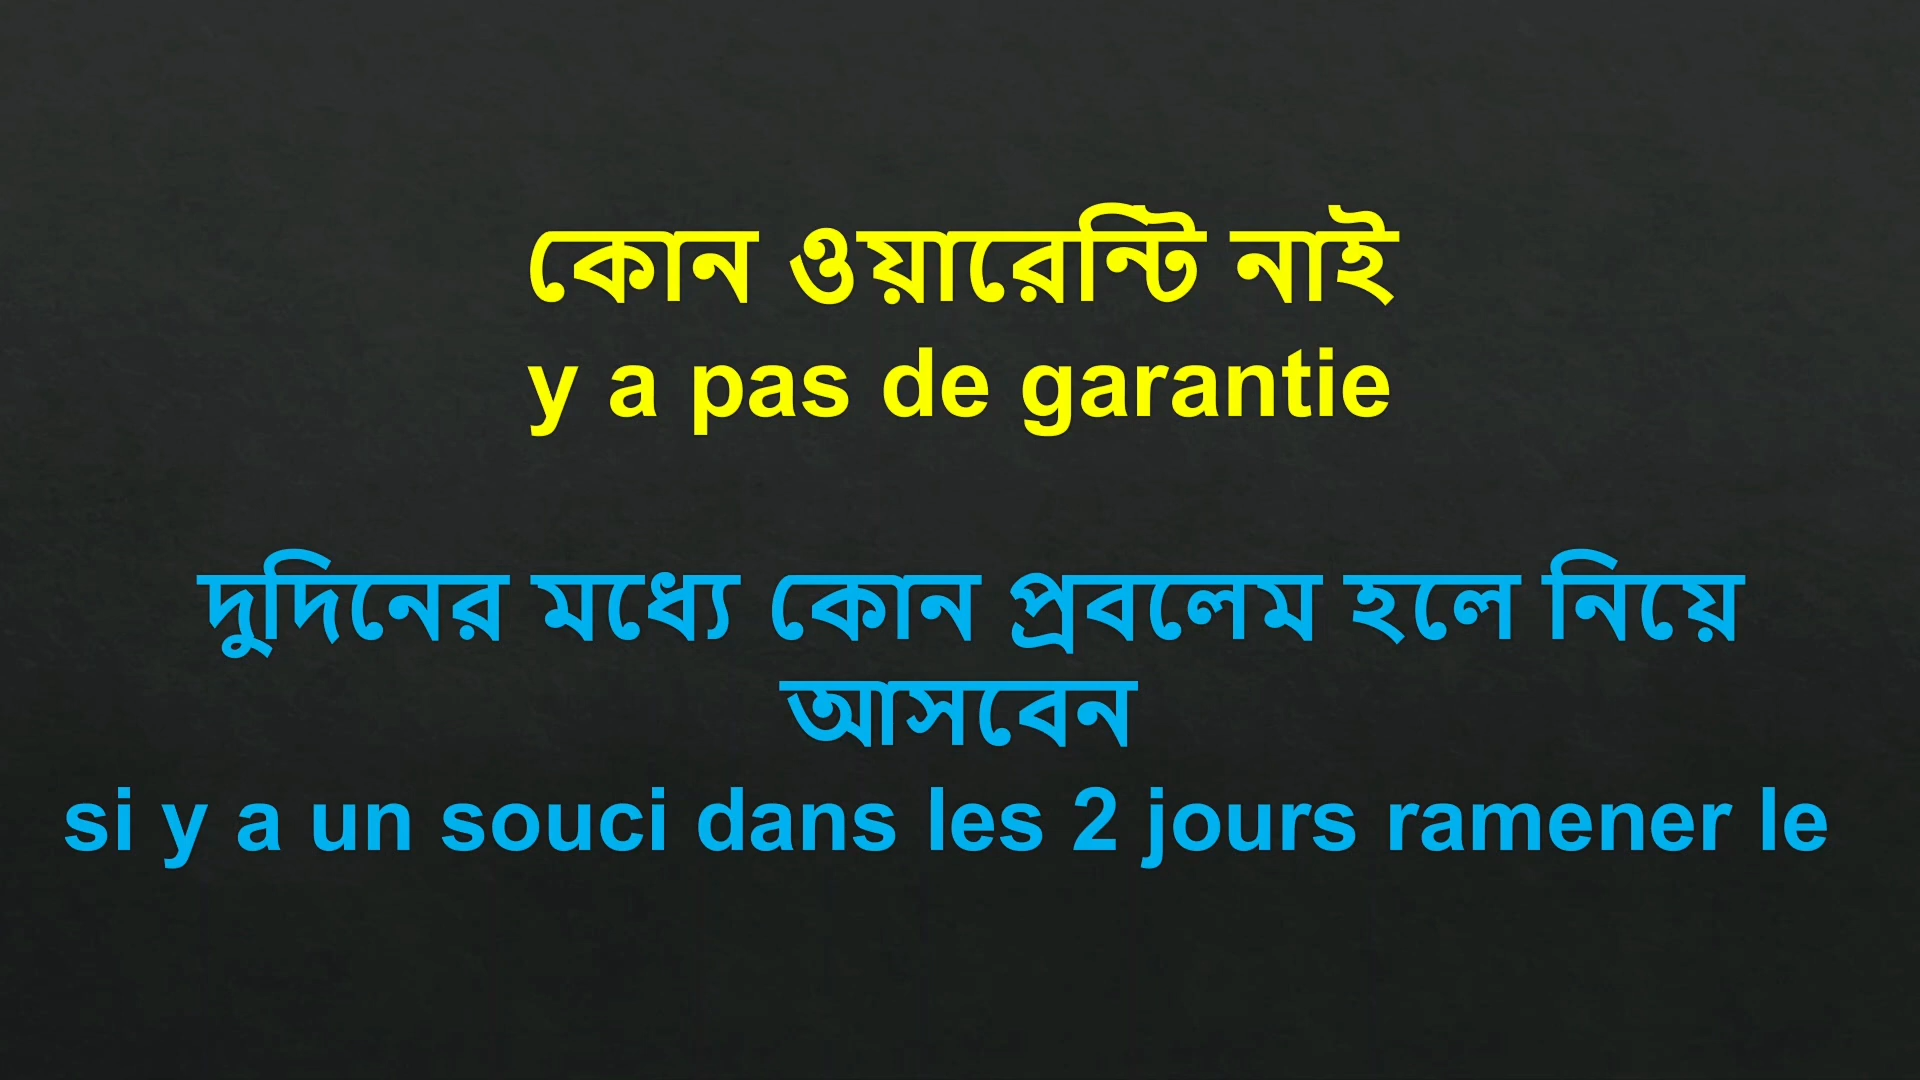 কোন ওয়ারেন্টি নাই
y a pas de garantie
দুদিনের মধ্যে কোন প্রবলেম হলে নিয়ে
আসবেন
si y a un souci dans les 2 jours ramener le